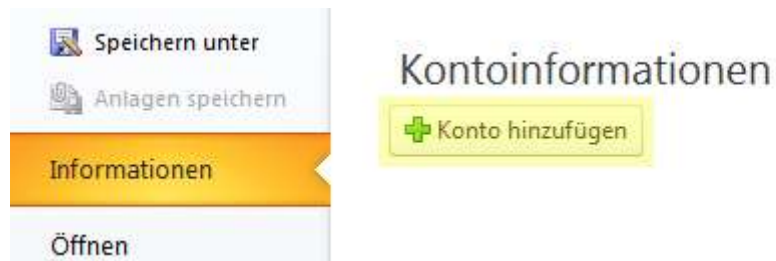 Speichern unter
Anlagen speichern
Informationen
Öffnen
Kontoinformationen
Konto hinzufügen